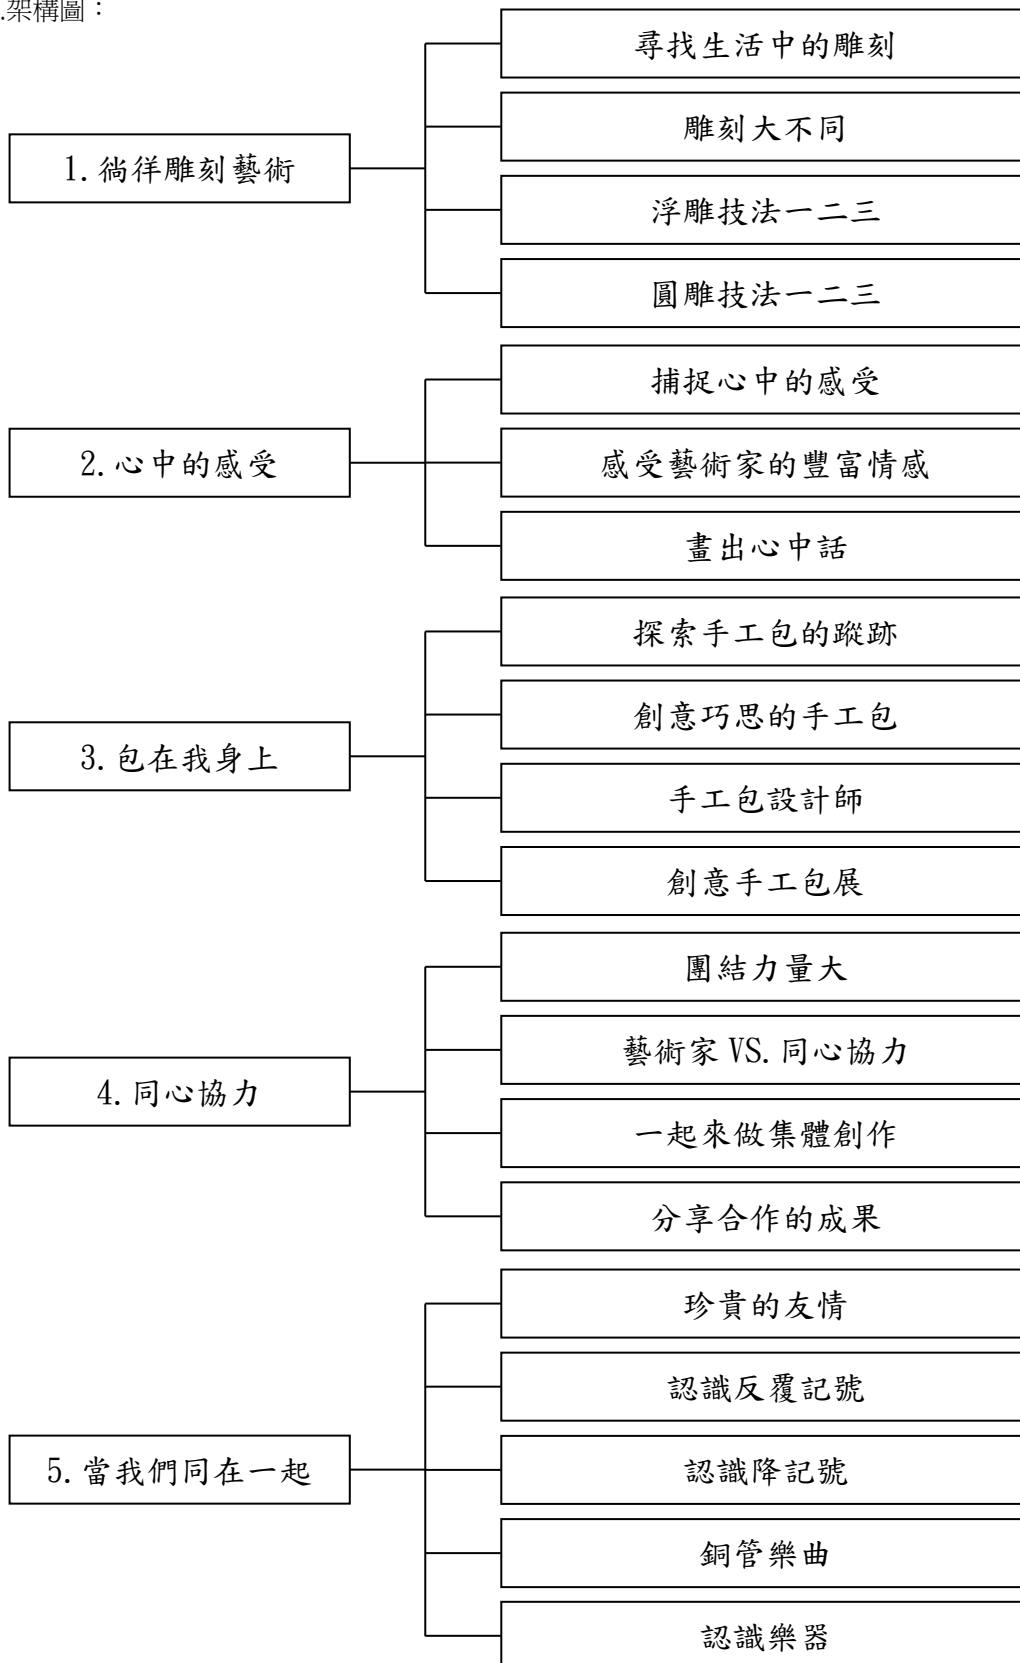 .架構圖：
1.徜徉雕刻藝術
尋找生活中的雕刻
雕刻大不同
浮雕技法一二三
圓雕技法一二三
2.心中的感受
捕捉心中的感受
感受藝術家的豐富情感
畫出心中話
3.包在我身上
探索手工包的蹤跡
創意巧思的手工包
手工包設計師
創意手工包展
4.同心協力
團結力量大
藝術家 VS.同心協力
一起來做集體創作
分享合作的成果
5.當我們同在一起
珍貴的友情
認識反覆記號
認識降記號
銅管樂曲
認識樂器